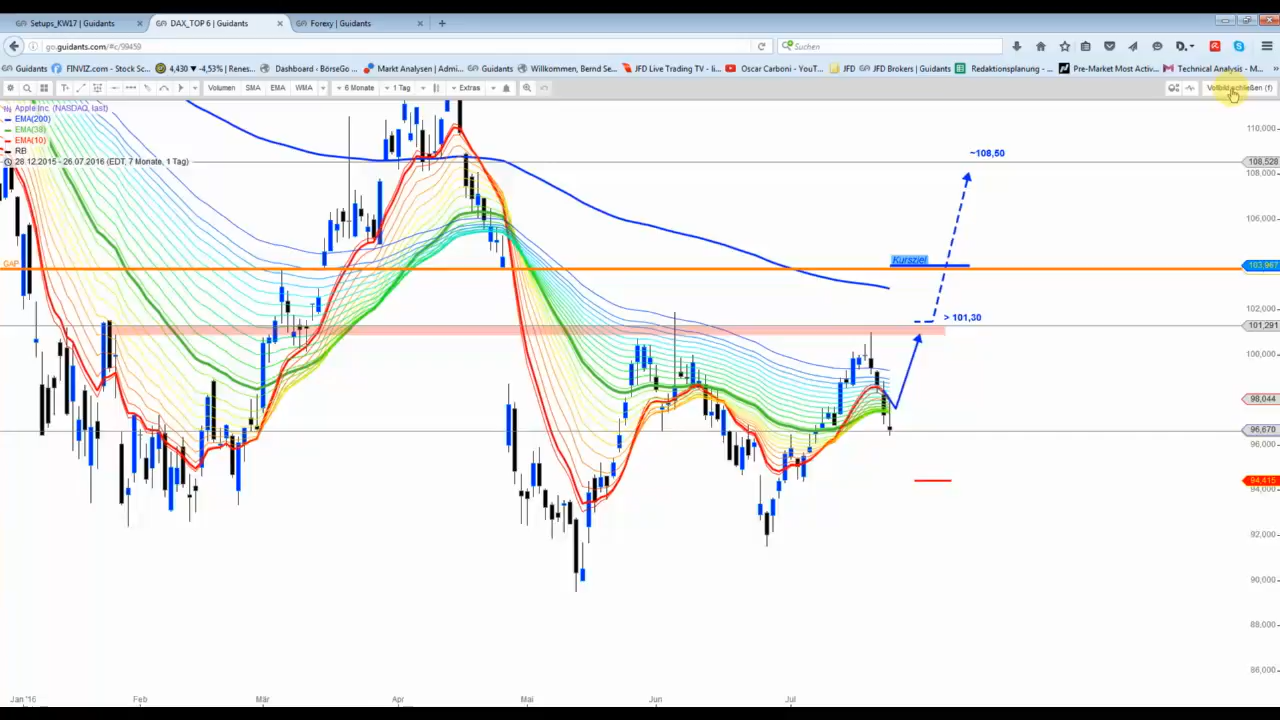 Setups_KW17 | Guidants
DAX_TOP 6 | Guidants
Forexy | Guidants
go.guidants.com/#c/99459
Suchen
Guidants
FINVIZ.com - Stock Sc...
4,430 ▼ -4,53% | Renes...
Dashboard ‹ BörseGo ...
Markt Analysen | Admi...
Guidants
Willkommen, Bernd Se...
JFD Live Trading TV - li...
Oscar Carboni - YouT...
JFD
JFD Brokers | Guidants
Redaktionsplanung - ...
Pre-Market Most Activ...
Technical Analysis - M...
Volumen
SMA
EMA
WMA
6 Monate
1 Tag
Extras
Vollbild schließen (f)
Apple Inc. (NASDAQ, last)
EMA(200)
EMA(38)
EMA(10)
RB
28.12.2015 - 26.07.2016 (EDT, 7 Monate, 1 Tag)
110,000
~108,50
108,528
108,000
106,000
GAP
Kursziel
103,967
102,000
> 101,30
101,291
100,000
98,044
96,670
96,000
94,415
94,000
92,000
90,000
88,000
86,000
Jan '16
Feb
Mär
Apr
Mai
Jun
Jul